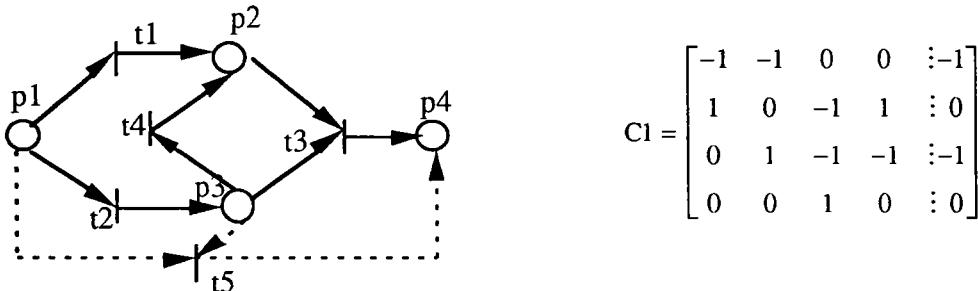 t1
p2
p1
t4
t3
p4
p3
t2
t5
C1 = [ -1 -1 0 0 ⋮ -1
1 0 -1 1 ⋮ 0
0 1 -1 -1 ⋮ -1
0 0 1 0 ⋮ 0 ]